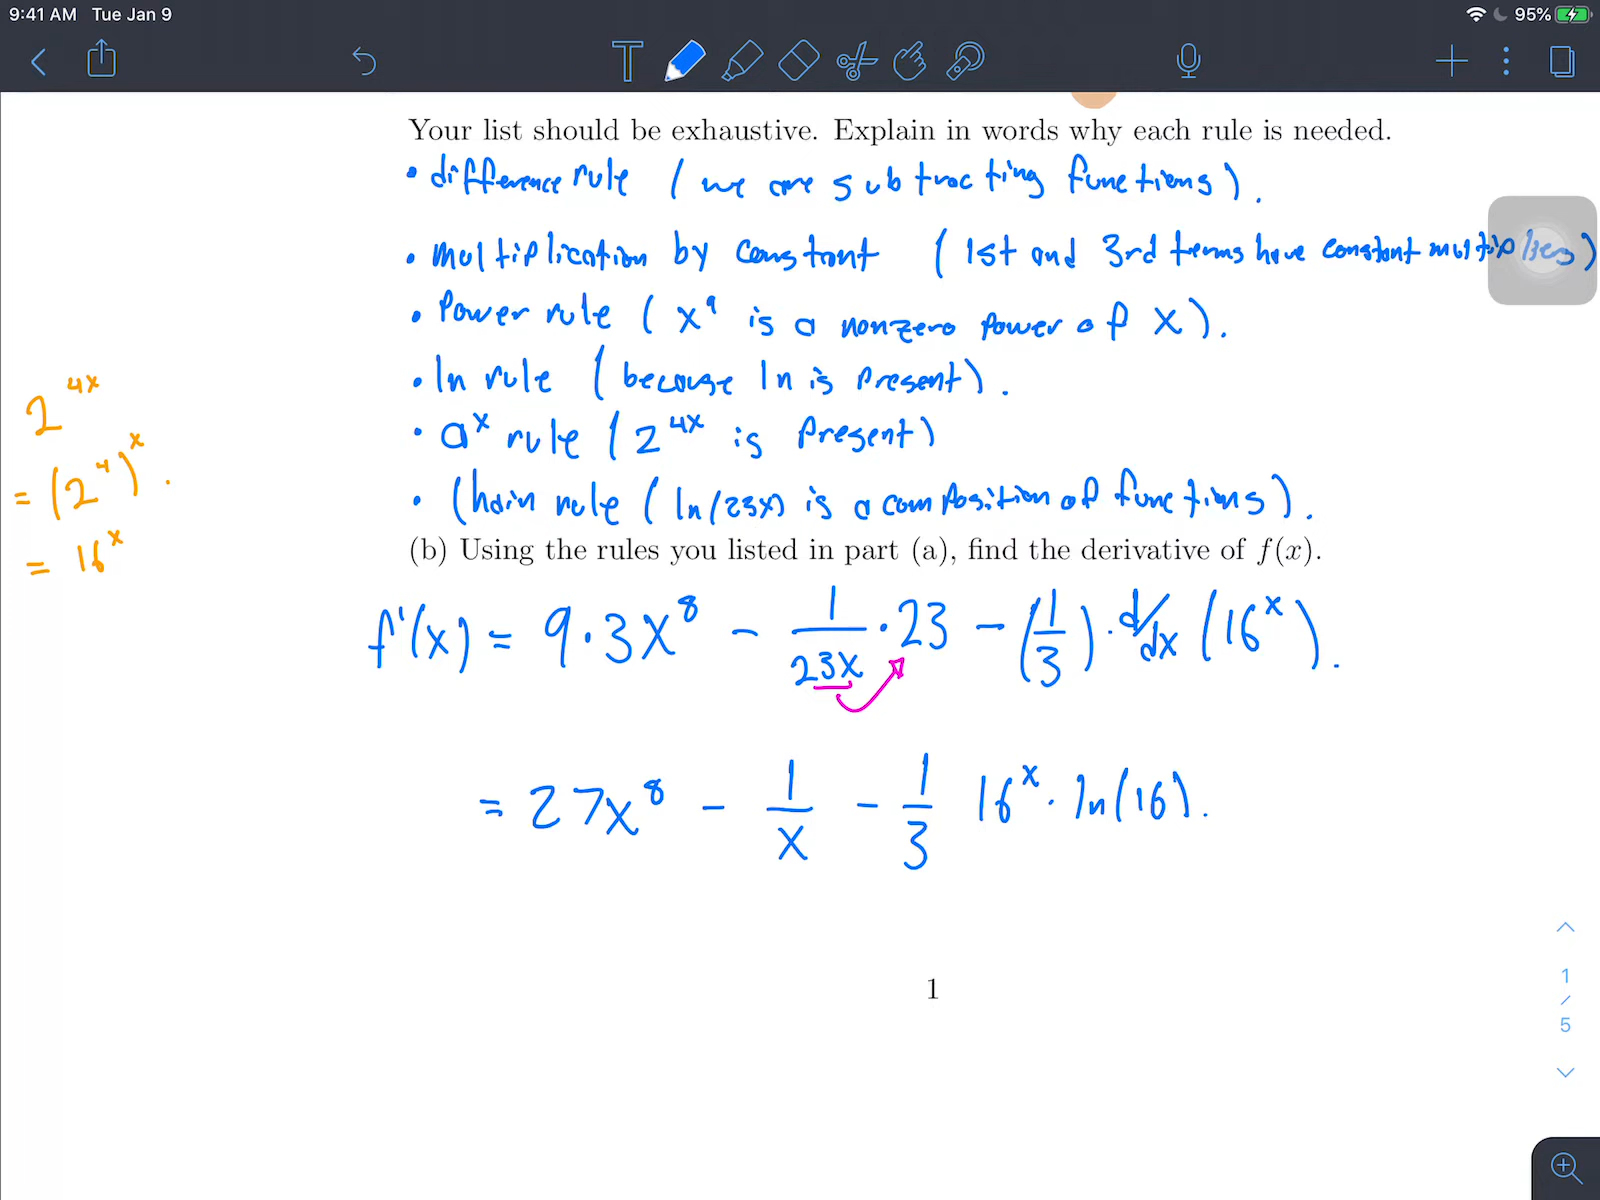 9:41 AM Tue Jan 9
95%
T
Your list should be exhaustive. Explain in words why each rule is needed.
• difference rule (we are subtracting functions).
• multiplication by constant (1st and 3rd terms have constant multiples)
• Power rule (x⁹ is a nonzero power of x).
• ln rule (because ln is present).
• aˣ rule (2⁴ˣ is present)
• Chain rule (ln(23x) is a composition of functions).
2⁴ˣ
= (2⁴)ˣ.
= 16ˣ
(b) Using the rules you listed in part (a), find the derivative of f(x).
f'(x) = 9·3x⁸ − 1/23x · 23 − (1/3) · d/dx (16ˣ).
= 27x⁸ − 1/x − 1/3 16ˣ · ln(16).
1
1
/
5